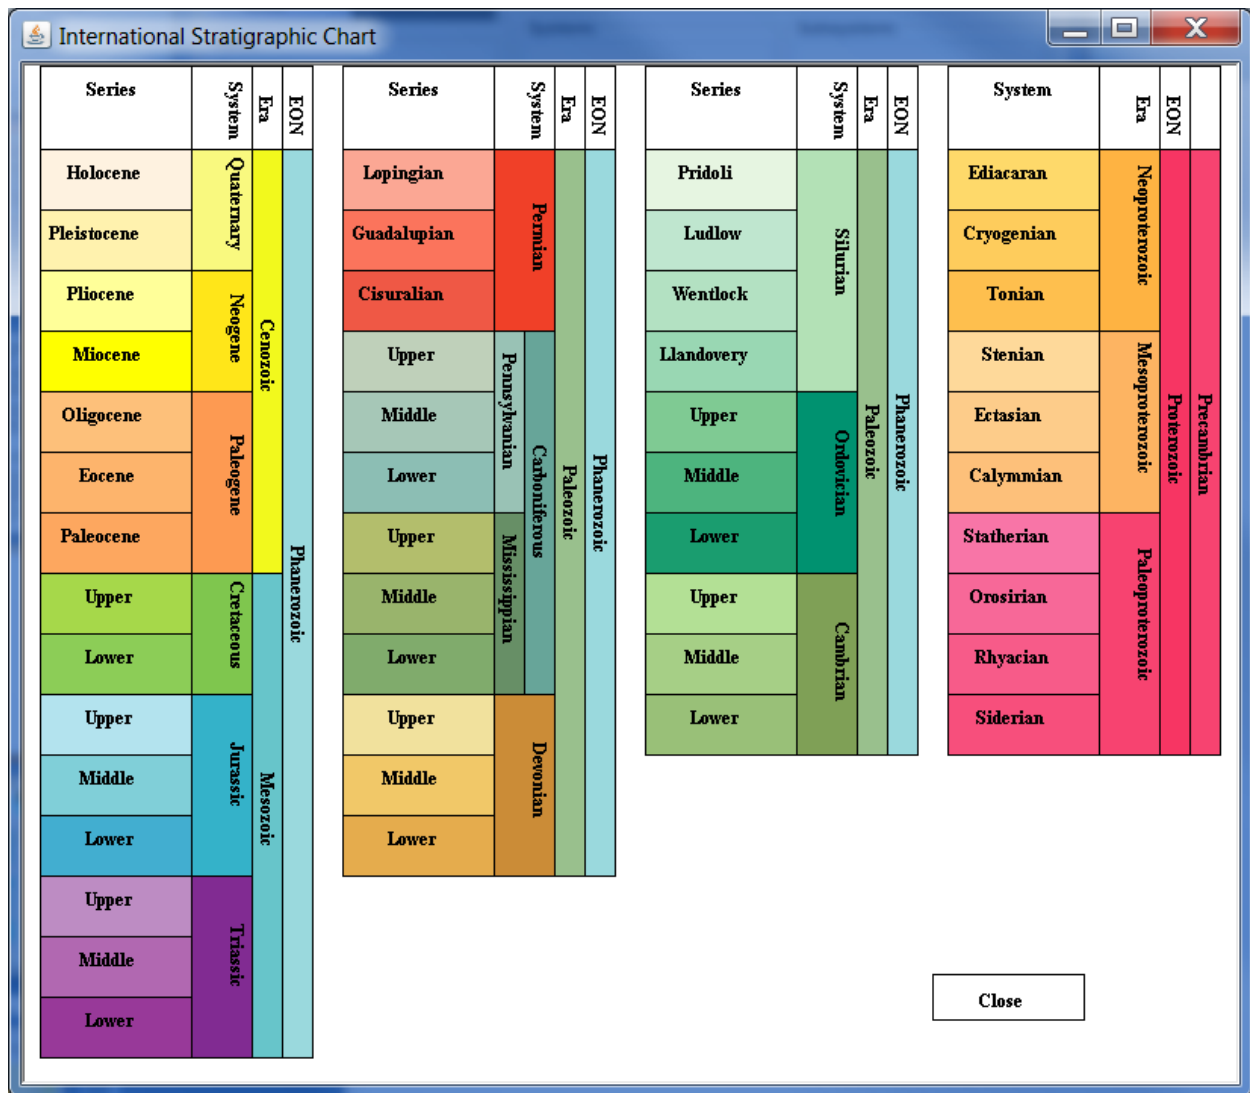 International Stratigraphic Chart
Series
System
Era
EON
Holocene
Pleistocene
Pliocene
Miocene
Oligocene
Eocene
Paleocene
Upper
Lower
Upper
Middle
Lower
Upper
Middle
Lower
Quaternary
Neogene
Paleogene
Cretaceous
Jurassic
Triassic
Cenozoic
Mesozoic
Phanerozoic
Series
System
Era
EON
Lopingian
Guadalupian
Cisuralian
Upper
Middle
Lower
Upper
Middle
Lower
Upper
Middle
Lower
Permian
Pennsylvanian
Mississippian
Carboniferous
Devonian
Paleozoic
Phanerozoic
Series
System
Era
EON
Pridoli
Ludlow
Wentlock
Llandovery
Upper
Middle
Lower
Upper
Middle
Lower
Silurian
Ordovician
Cambrian
Paleozoic
Phanerozoic
System
Era
EON
Ediacaran
Cryogenian
Tonian
Stenian
Ectasian
Calymmian
Statherian
Orosirian
Rhyacian
Siderian
Neoproterozoic
Mesoproterozoic
Paleoproterozoic
Proterozoic
Precambrian
Close